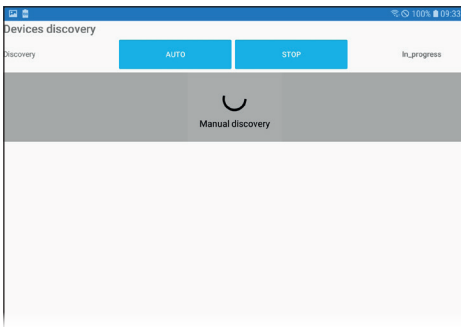 100% 09:33
Devices discovery
Discovery AUTO STOP In_progress
Manual discovery